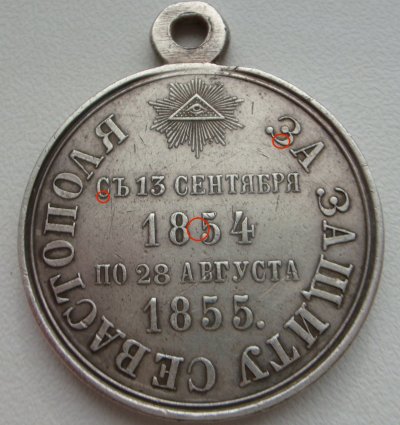 ЗА ЗАЩИТУ СЕВАСТОПОЛЯ
СЪ 13 СЕНТЯБРЯ
1854
ПО 28 АВГУСТА
1855.